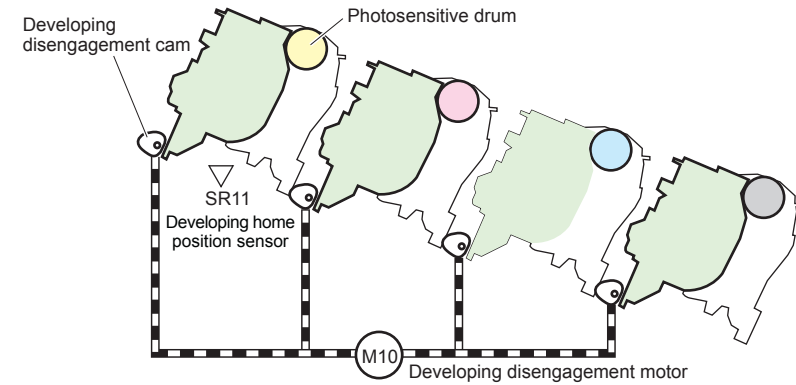 Photosensitive drum
Developing
disengagement cam
SR11
Developing home
position sensor
M10
Developing disengagement motor